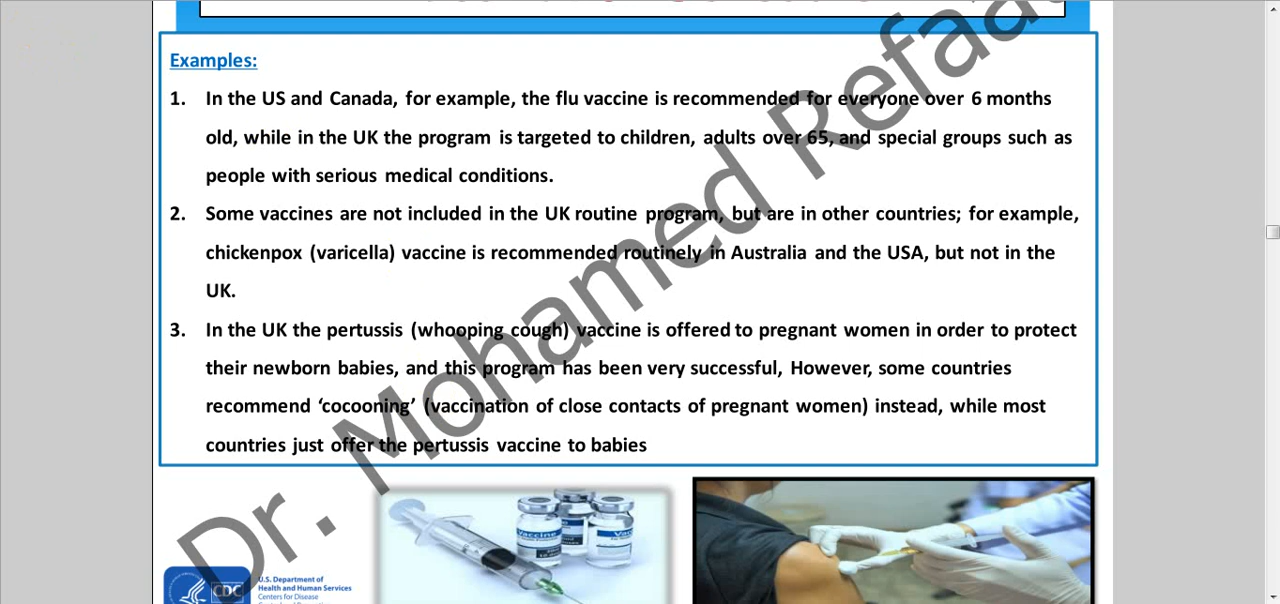 Examples:
1. In the US and Canada, for example, the flu vaccine is recommended for everyone over 6 months
old, while in the UK the program is targeted to children, adults over 65, and special groups such as
people with serious medical conditions.
2. Some vaccines are not included in the UK routine program, but are in other countries; for example,
chickenpox (varicella) vaccine is recommended routinely in Australia and the USA, but not in the
UK.
3. In the UK the pertussis (whooping cough) vaccine is offered to pregnant women in order to protect
their newborn babies, and this program has been very successful, However, some countries
recommend ‘cocooning’ (vaccination of close contacts of pregnant women) instead, while most
countries just offer the pertussis vaccine to babies
Dr. Mohamed
Vaccine
CDC
U.S. Department of
Health and Human Services
Centers for Disease